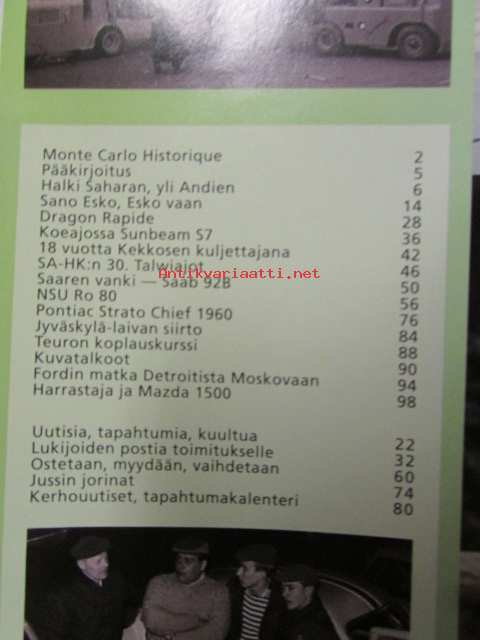 Monte Carlo Historique 2
Pääkirjoitus 5
Halki Saharan, yli Andien 6
Sano Esko, Esko vaan 14
Dragon Rapide 28
Koeajossa Sunbeam S7 36
18 vuotta Kekkosen kuljettajana 42
SA-HK:n 30. Talwiajot 46
Antikvariaatti.net
Saaren vanki — Saab 92B 50
NSU Ro 80 56
Pontiac Strato Chief 1960 76
Jyväskylä-laivan siirto 84
Teuron koplauskurssi 88
Kuvatalkoot 90
Fordin matka Detroitista Moskovaan 94
Harrastaja ja Mazda 1500 98
Uutisia, tapahtumia, kuultua 22
Lukijoiden postia toimitukselle 32
Ostetaan, myydään, vaihdetaan 60
Jussin jorinat 74
Kerhouutiset, tapahtumakalenteri 80